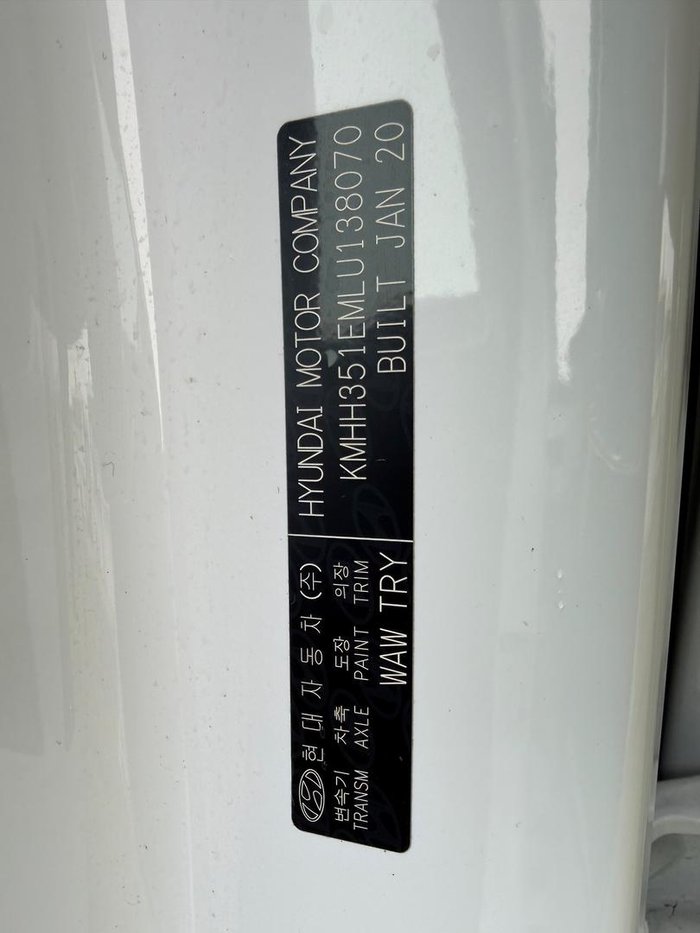 현대자동차(주)
변속기 차축 도장 의장
TRANSM AXLE PAINT TRIM
WAW TRY
HYUNDAI MOTOR COMPANY
KMHH351EMLU138070
BUILT JAN 20